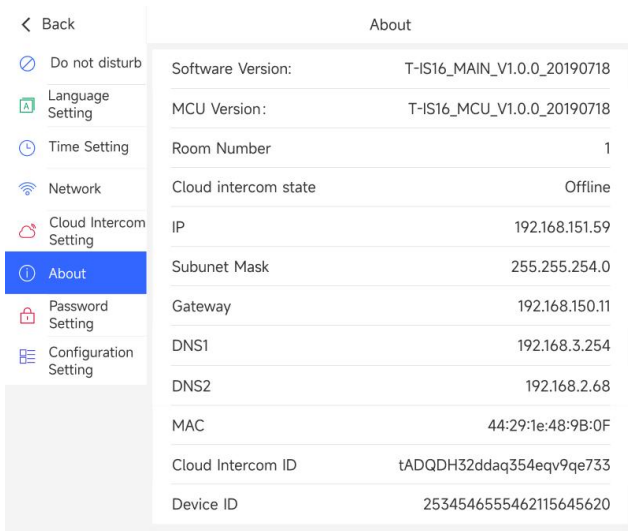 Back
About
Do not disturb
Language
Setting
Time Setting
Network
Cloud Intercom
Setting
About
Password
Setting
Configuration
Setting
Software Version: T-IS16_MAIN_V1.0.0_20190718
MCU Version: T-IS16_MCU_V1.0.0_20190718
Room Number 1
Cloud intercom state Offline
IP 192.168.151.59
Subunet Mask 255.255.254.0
Gateway 192.168.150.11
DNS1 192.168.3.254
DNS2 192.168.2.68
MAC 44:29:1e:48:9B:0F
Cloud Intercom ID tADQDH32ddaq354eqv9qe733
Device ID 2534546555462115645620